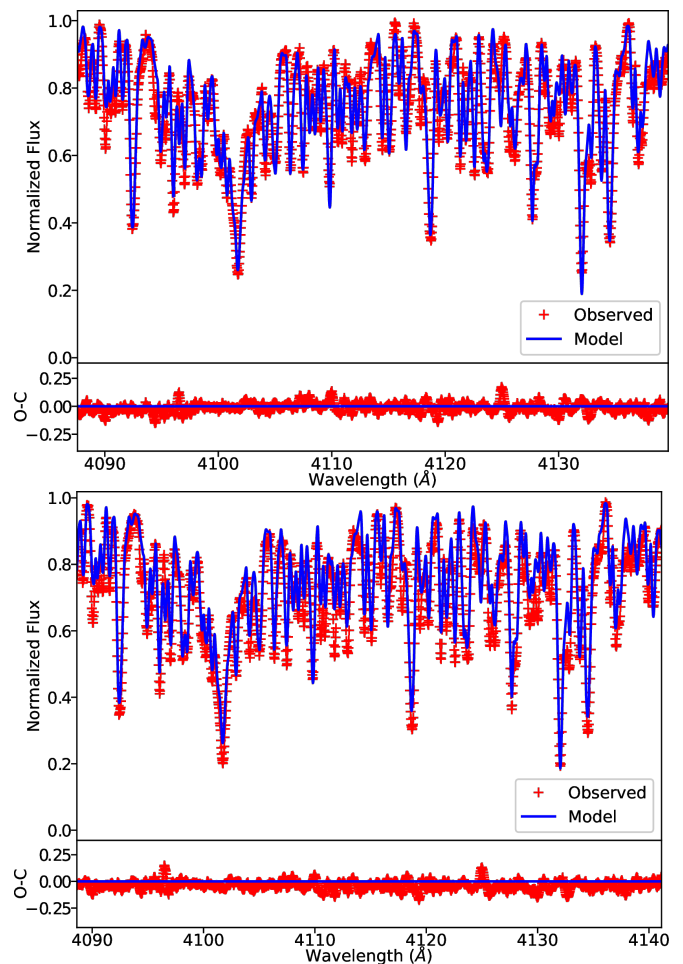 1.0
0.8
0.6
0.4
0.2
0.0
Normalized Flux
Observed
Model
0.25
0.00
−0.25
O-C
4090 4100 4110 4120 4130
Wavelength (Å)
1.0
0.8
0.6
0.4
0.2
0.0
Normalized Flux
Observed
Model
0.25
0.00
−0.25
O-C
4090 4100 4110 4120 4130 4140
Wavelength (Å)